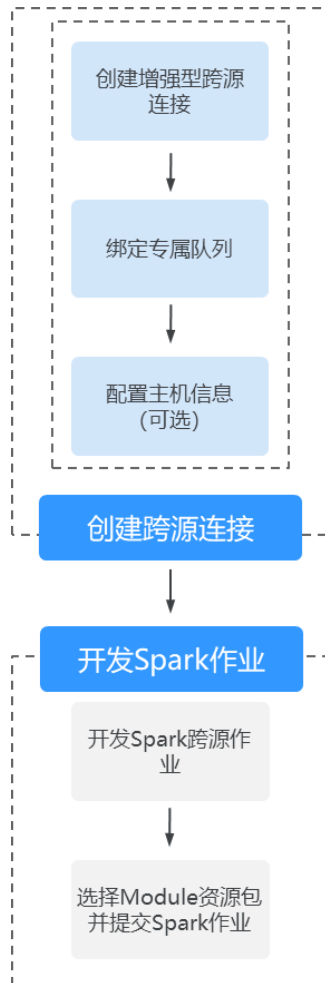 创建增强型跨源
连接
绑定专属队列
配置主机信息
(可选)
创建跨源连接
开发Spark作业
开发Spark跨源作
业
选择Module资源包
并提交Spark作业